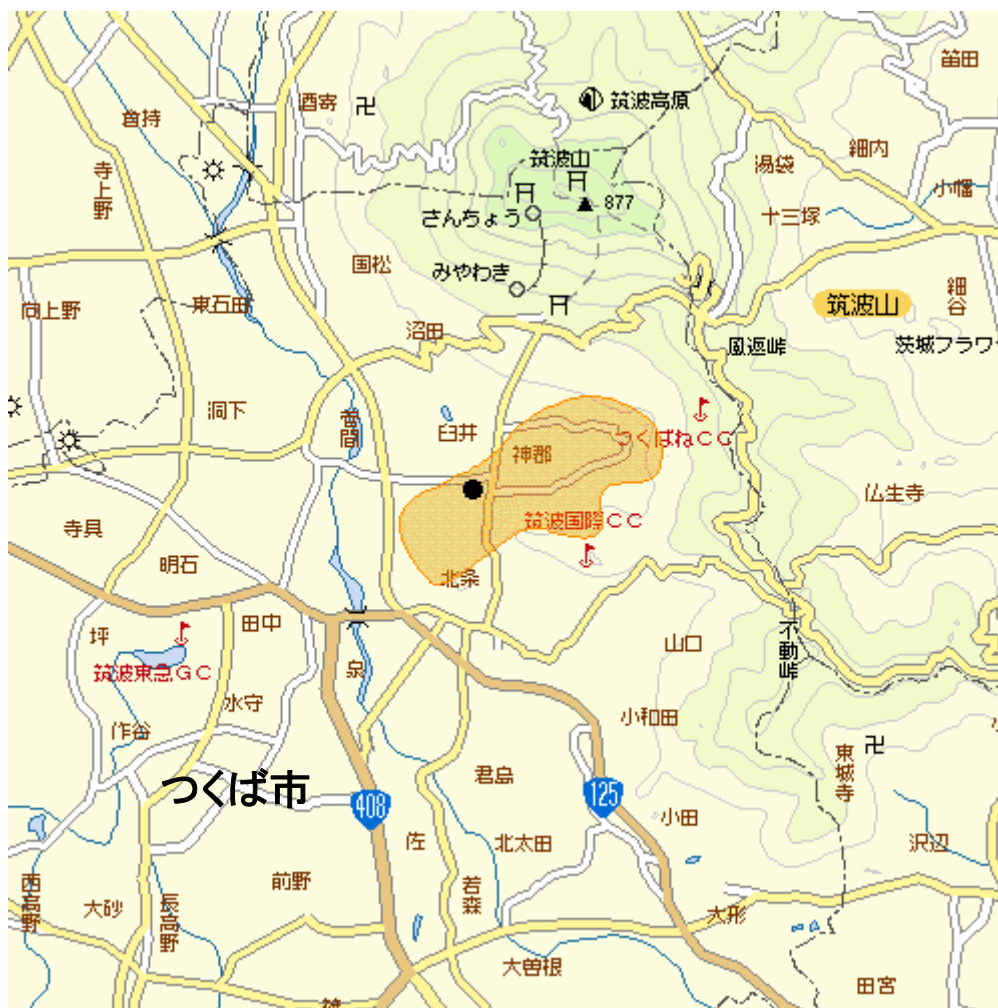 笛田
酒寄
筑波高原
倉持
筑波山
細内
湯袋
寺上野
877
小幡
さんちょう
十三塚
国松
みやわぎ
細谷
向上野
東石田
筑波山
沼田
風返峠
茨城フラワ
洞下
菅間
臼井
つくばねCC
神郡
仏生寺
寺具
筑波国際CC
明石
北条
坪
田中
山口
不動峠
筑波東急GC
泉
水守
小和田
作谷
東城寺
君島
つくば市
408
125
小田
佐
北太田
沢辺
前野
西高野
若森
大砂
長高野
大形
大曽根
田宮